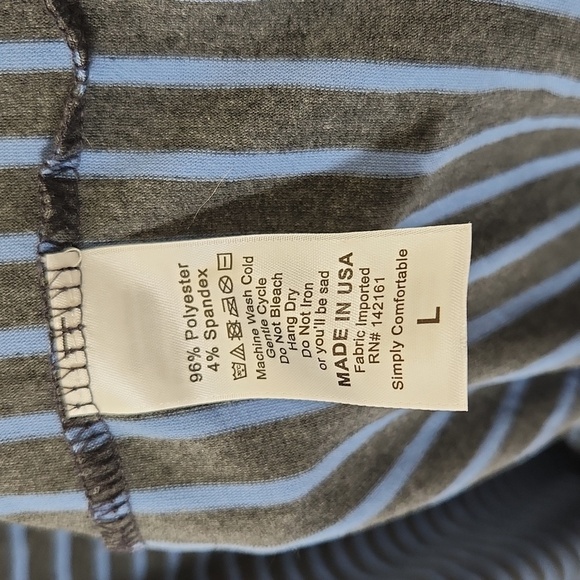 96% Polyester
4% Spandex
Machine Wash Cold
Gentle Cycle
Do Not Bleach
Hang Dry
Do Not Iron
or you'll be sad
MADE IN USA
Fabric Imported
RN# 142161
Simply Comfortable
L